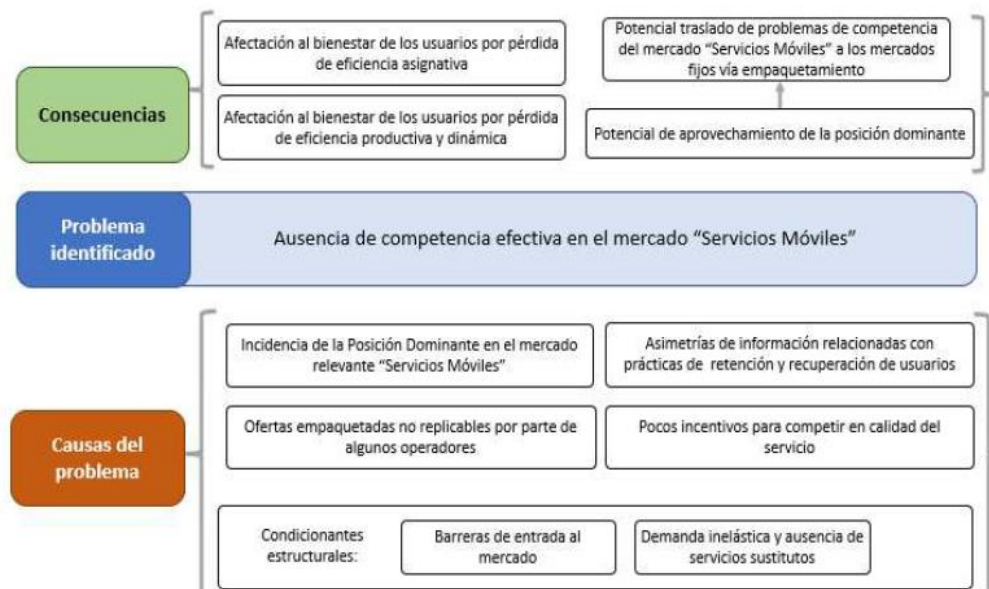 Consecuencias
Afectación al bienestar de los usuarios por pérdida
de eficiencia asignativa
Afectación al bienestar de los usuarios por pérdida
de eficiencia productiva y dinámica
Potencial traslado de problemas de competencia
del mercado “Servicios Móviles” a los mercados
fijos vía empaquetamiento
Potencial de aprovechamiento de la posición dominante
Problema
identificado
Ausencia de competencia efectiva en el mercado “Servicios Móviles”
Causas del
problema
Incidencia de la Posición Dominante en el mercado
relevante “Servicios Móviles”
Asimetrías de información relacionadas con
prácticas de retención y recuperación de usuarios
Ofertas empaquetadas no replicables por parte de
algunos operadores
Pocos incentivos para competir en calidad del
servicio
Condicionantes
estructurales:
Barreras de entrada al
mercado
Demanda inelástica y ausencia de
servicios sustitutos